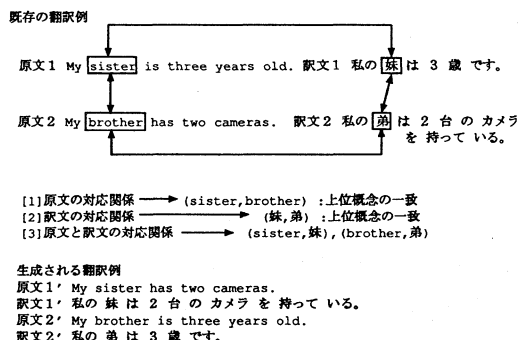 既存の翻訳例
原文1 My sister is three years old. 訳文1 私の 妹 は 3 歳 です。
原文2 My brother has two cameras. 訳文2 私の 弟 は 2 台 の カメラ
を 持って いる。
[1]原文の対応関係 → (sister,brother) :上位概念の一致
[2]訳文の対応関係 → (妹,弟) :上位概念の一致
[3]原文と訳文の対応関係 → (sister,妹),(brother,弟)
生成される翻訳例
原文1′ My sister has two cameras.
訳文1′ 私の 妹 は 2 台 の カメラ を 持って いる。
原文2′ My brother is three years old.
訳文2′ 私の 弟 は 3 歳 です。